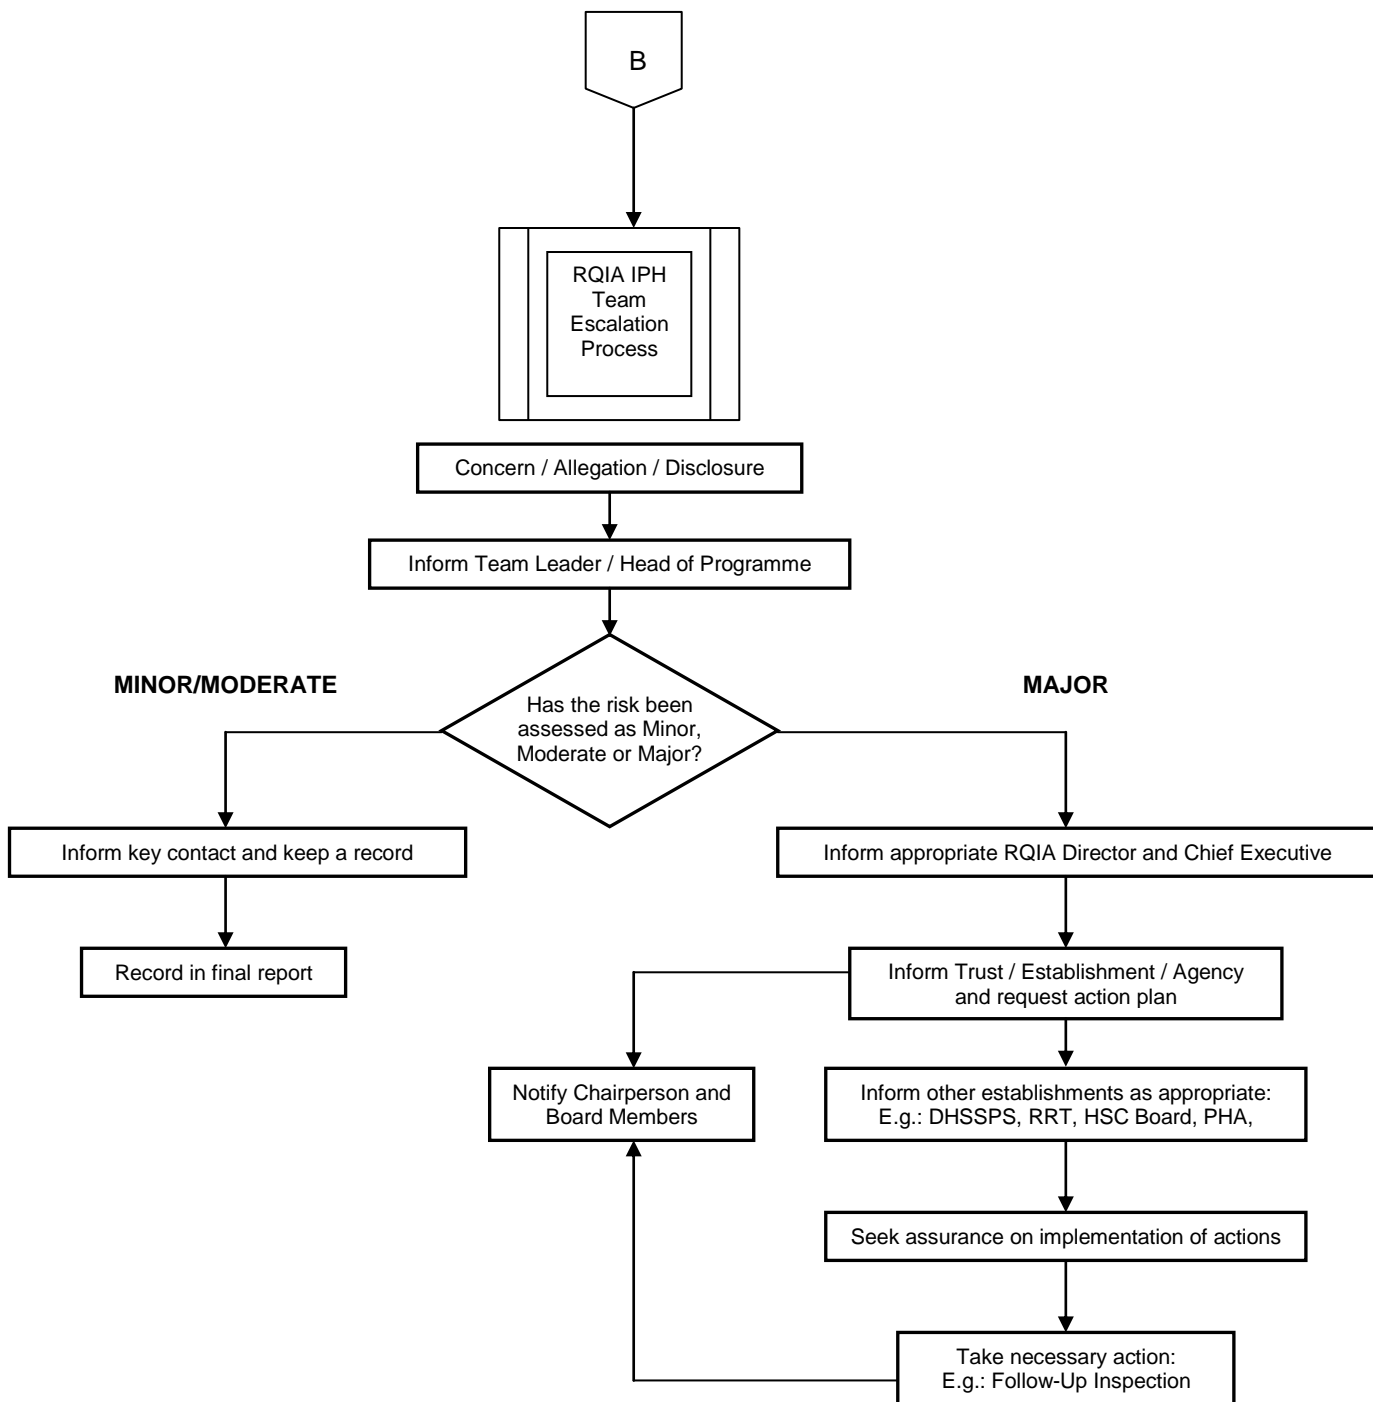 B
RQIA IPH
Team
Escalation
Process
Concern / Allegation / Disclosure
Inform Team Leader / Head of Programme
MINOR/MODERATE
MAJOR
Has the risk been
assessed as Minor,
Moderate or Major?
Inform key contact and keep a record
Inform appropriate RQIA Director and Chief Executive
Record in final report
Inform Trust / Establishment / Agency
and request action plan
Notify Chairperson and
Board Members
Inform other establishments as appropriate:
E.g.: DHSSPS, RRT, HSC Board, PHA,
Seek assurance on implementation of actions
Take necessary action:
E.g.: Follow-Up Inspection